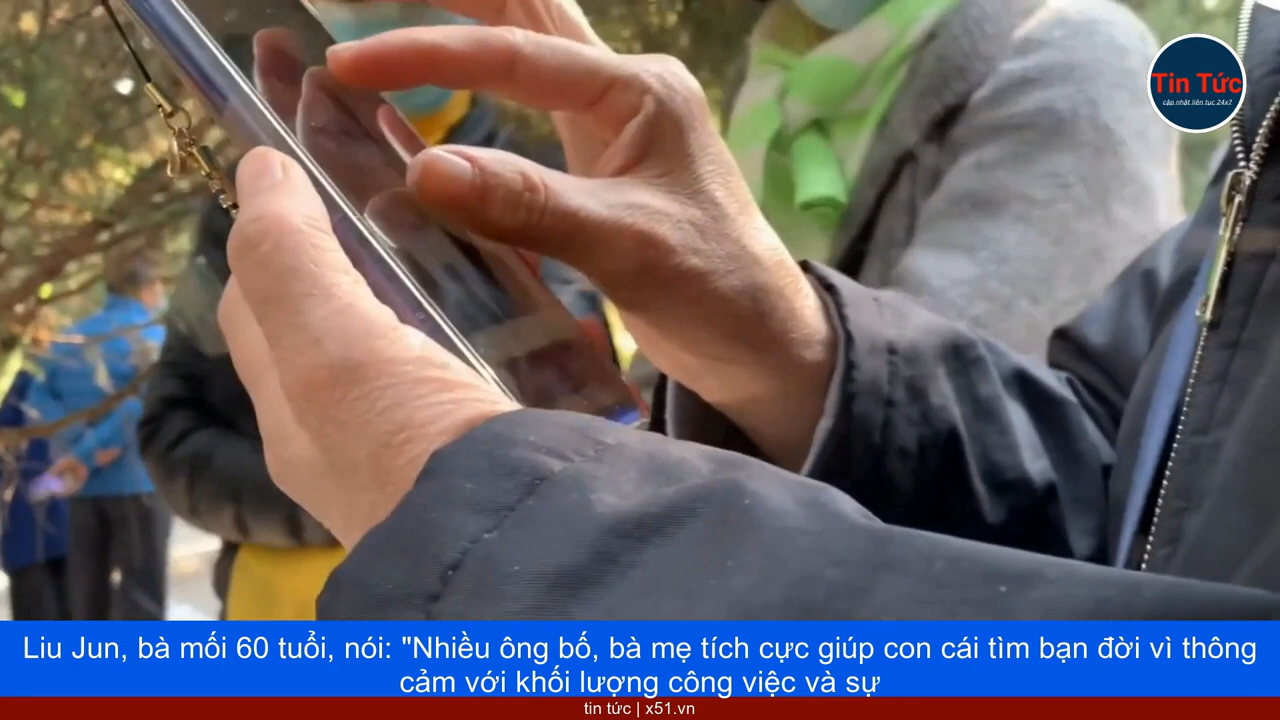 Tin Tức
cập nhật liên tục 24x7
Liu Jun, bà mối 60 tuổi, nói: "Nhiều ông bố, bà mẹ tích cực giúp con cái tìm bạn đời vì thông
cảm với khối lượng công việc và sự
tin tức | x51.vn